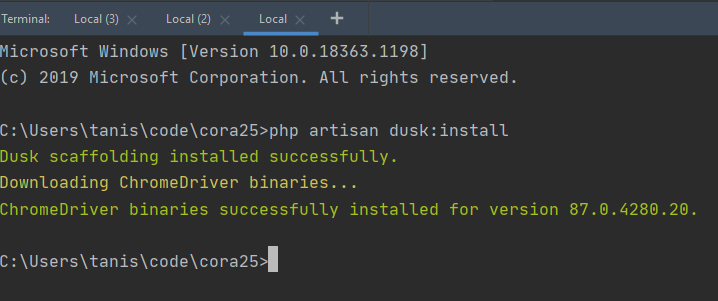 Terminal: Local (3) × Local (2) × Local × +
Microsoft Windows [Version 10.0.18363.1198]
(c) 2019 Microsoft Corporation. All rights reserved.
C:\Users\tanis\code\cora25>php artisan dusk:install
Dusk scaffolding installed successfully.
Downloading ChromeDriver binaries...
ChromeDriver binaries successfully installed for version 87.0.4280.20.
C:\Users\tanis\code\cora25>